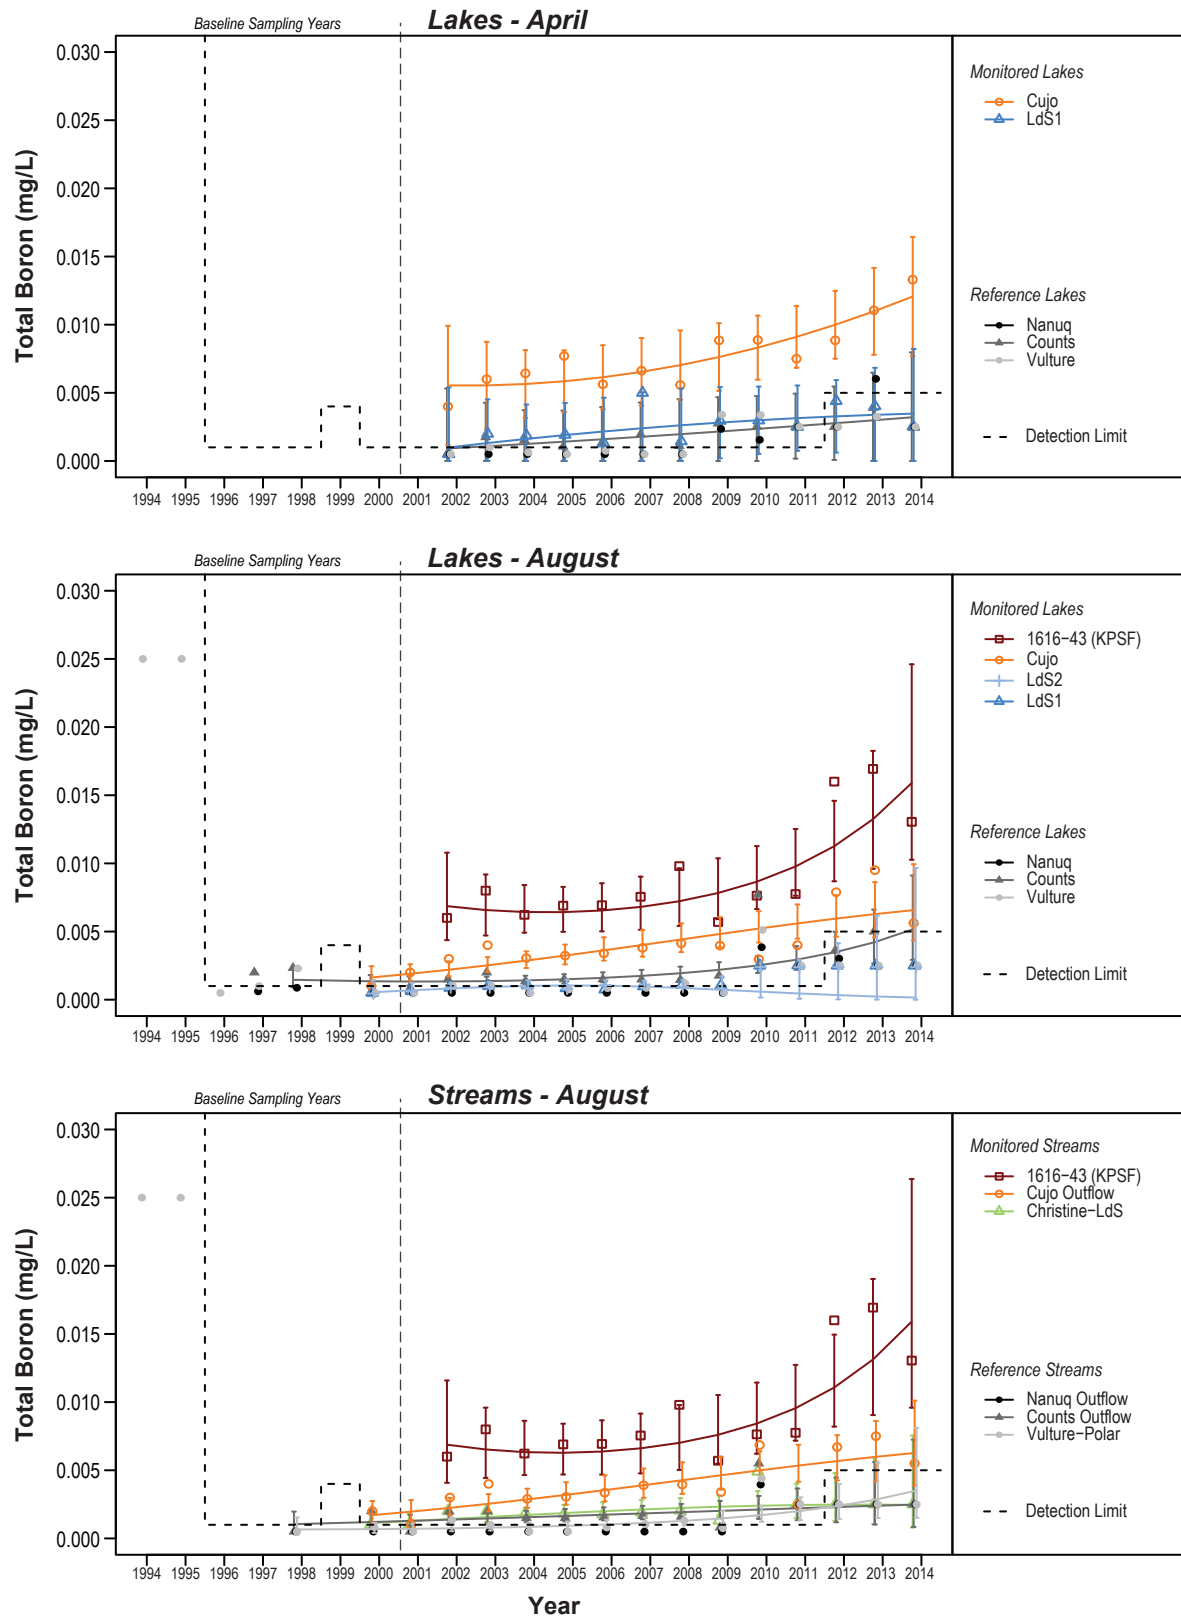 Baseline Sampling Years
Lakes - April
Total Boron (mg/L)
0.030
0.025
0.020
0.015
0.010
0.005
0.000
1994 1995 1996 1997 1998 1999 2000 2001 2002 2003 2004 2005 2006 2007 2008 2009 2010 2011 2012 2013 2014
Monitored Lakes
Cujo
LdS1
Reference Lakes
Nanuq
Counts
Vulture
Detection Limit
Baseline Sampling Years
Lakes - August
Total Boron (mg/L)
0.030
0.025
0.020
0.015
0.010
0.005
0.000
1994 1995 1996 1997 1998 1999 2000 2001 2002 2003 2004 2005 2006 2007 2008 2009 2010 2011 2012 2013 2014
Monitored Lakes
1616−43 (KPSF)
Cujo
LdS2
LdS1
Reference Lakes
Nanuq
Counts
Vulture
Detection Limit
Baseline Sampling Years
Streams - August
Total Boron (mg/L)
0.030
0.025
0.020
0.015
0.010
0.005
0.000
1994 1995 1996 1997 1998 1999 2000 2001 2002 2003 2004 2005 2006 2007 2008 2009 2010 2011 2012 2013 2014
Year
Monitored Streams
1616−43 (KPSF)
Cujo Outflow
Christine−LdS
Reference Streams
Nanuq Outflow
Counts Outflow
Vulture−Polar
Detection Limit